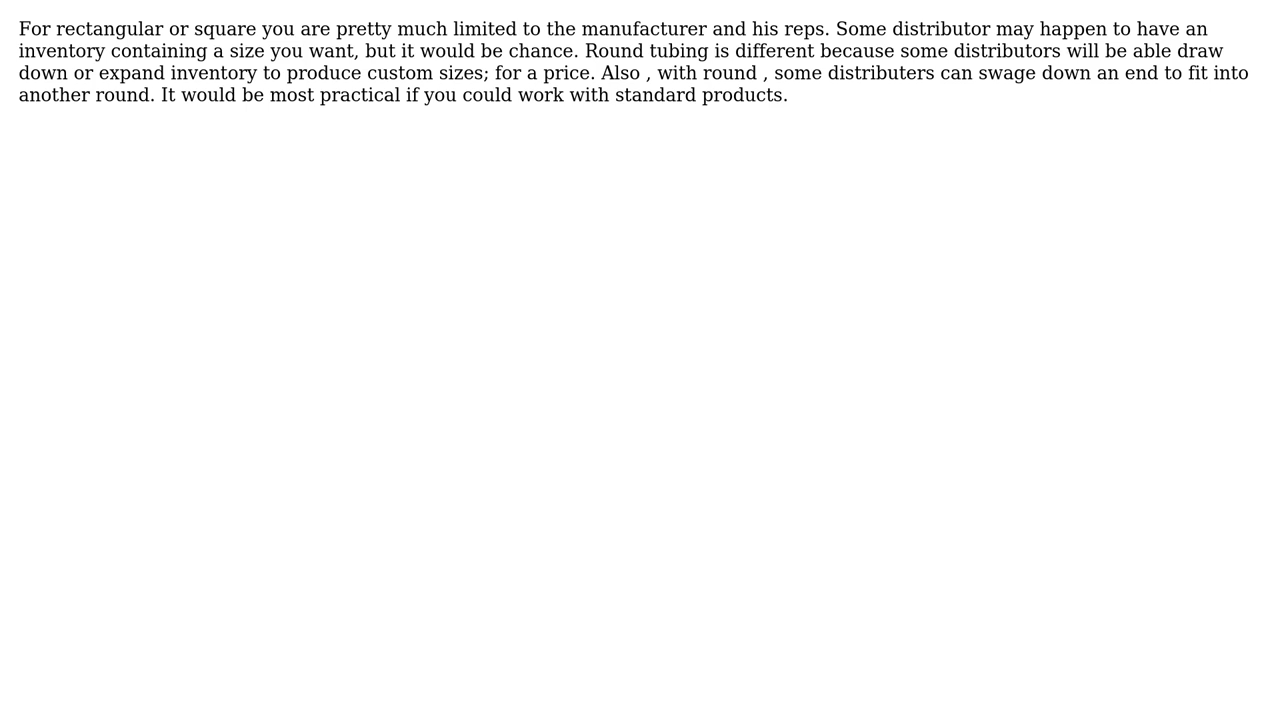 For rectangular or square you are pretty much limited to the manufacturer and his reps. Some distributor may happen to have an
inventory containing a size you want, but it would be chance. Round tubing is different because some distributors will be able draw
down or expand inventory to produce custom sizes; for a price. Also , with round , some distributers can swage down an end to fit into
another round. It would be most practical if you could work with standard products.